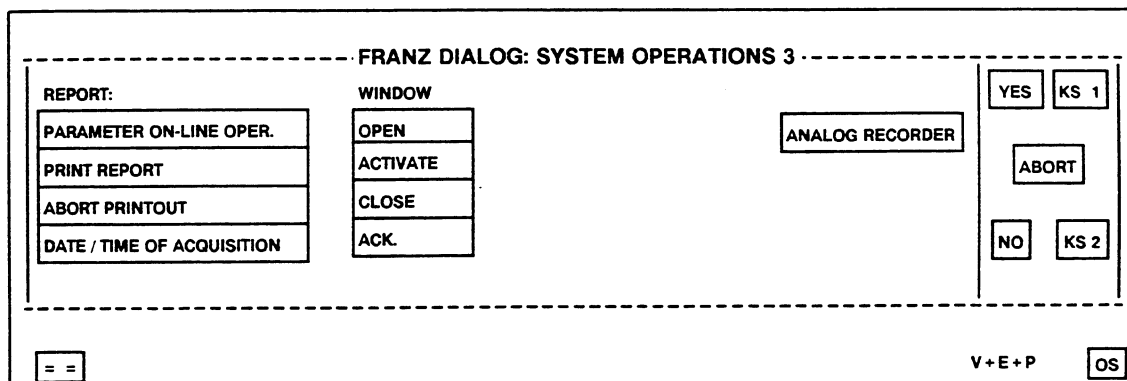 FRANZ DIALOG: SYSTEM OPERATIONS 3
REPORT:
PARAMETER ON-LINE OPER.
PRINT REPORT
ABORT PRINTOUT
DATE / TIME OF ACQUISITION
WINDOW
OPEN
ACTIVATE
CLOSE
ACK.
ANALOG RECORDER
YES KS 1
ABORT
NO KS 2
= =
V + E + P OS